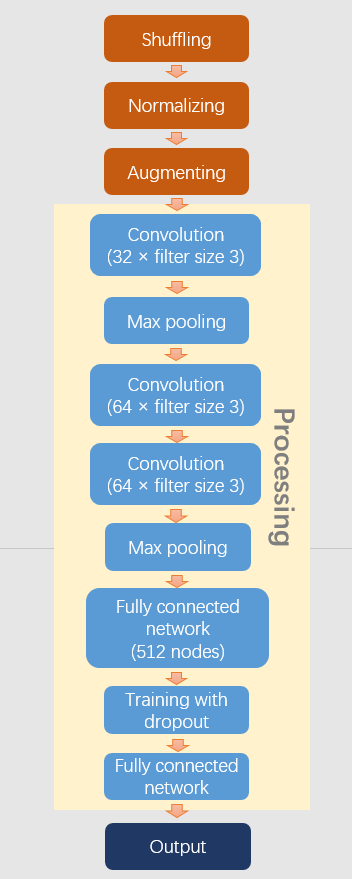 Shuffling
Normalizing
Augmenting
Convolution
(32 × filter size 3)
Max pooling
Convolution
(64 × filter size 3)
Convolution
(64 × filter size 3)
Max pooling
Fully connected
network
(512 nodes)
Training with
dropout
Fully connected
network
Processing
Output